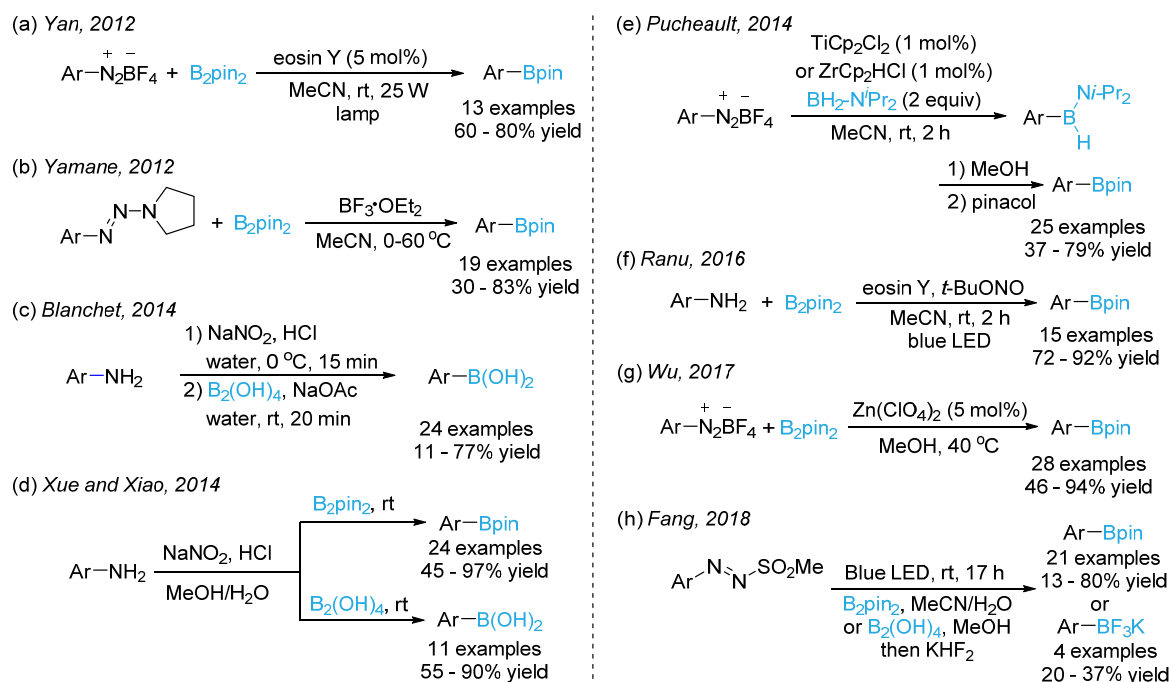 (a) Yan, 2012
Ar–N₂BF₄ + B₂pin₂
+ −
eosin Y (5 mol%)
MeCN, rt, 25 W
lamp
Ar–Bpin
13 examples
60 - 80% yield
(b) Yamane, 2012
Ar N N–N + B₂pin₂
BF₃•OEt₂
MeCN, 0-60 °C
Ar–Bpin
19 examples
30 - 83% yield
(c) Blanchet, 2014
Ar–NH₂
1) NaNO₂, HCl
water, 0 °C, 15 min
2) B₂(OH)₄, NaOAc
water, rt, 20 min
Ar–B(OH)₂
24 examples
11 - 77% yield
(d) Xue and Xiao, 2014
Ar–NH₂
NaNO₂, HCl
MeOH/H₂O
B₂pin₂, rt
Ar–Bpin
24 examples
45 - 97% yield
B₂(OH)₄, rt
Ar–B(OH)₂
11 examples
55 - 90% yield
(e) Pucheault, 2014
+ −
Ar–N₂BF₄
TiCp₂Cl₂ (1 mol%)
or ZrCp₂HCl (1 mol%)
BH₂-NⁱPr₂ (2 equiv)
MeCN, rt, 2 h
Ni-Pr₂
Ar–B
H
1) MeOH
2) pinacol
Ar–Bpin
25 examples
37 - 79% yield
(f) Ranu, 2016
Ar–NH₂ + B₂pin₂
eosin Y, t-BuONO
MeCN, rt, 2 h
blue LED
Ar–Bpin
15 examples
72 - 92% yield
(g) Wu, 2017
+ −
Ar–N₂BF₄ + B₂pin₂
Zn(ClO₄)₂ (5 mol%)
MeOH, 40 °C
Ar–Bpin
28 examples
46 - 94% yield
(h) Fang, 2018
Ar N N SO₂Me
Blue LED, rt, 17 h
B₂pin₂, MeCN/H₂O
or B₂(OH)₄, MeOH
then KHF₂
Ar–Bpin
21 examples
13 - 80% yield
or
Ar–BF₃K
4 examples
20 - 37% yield